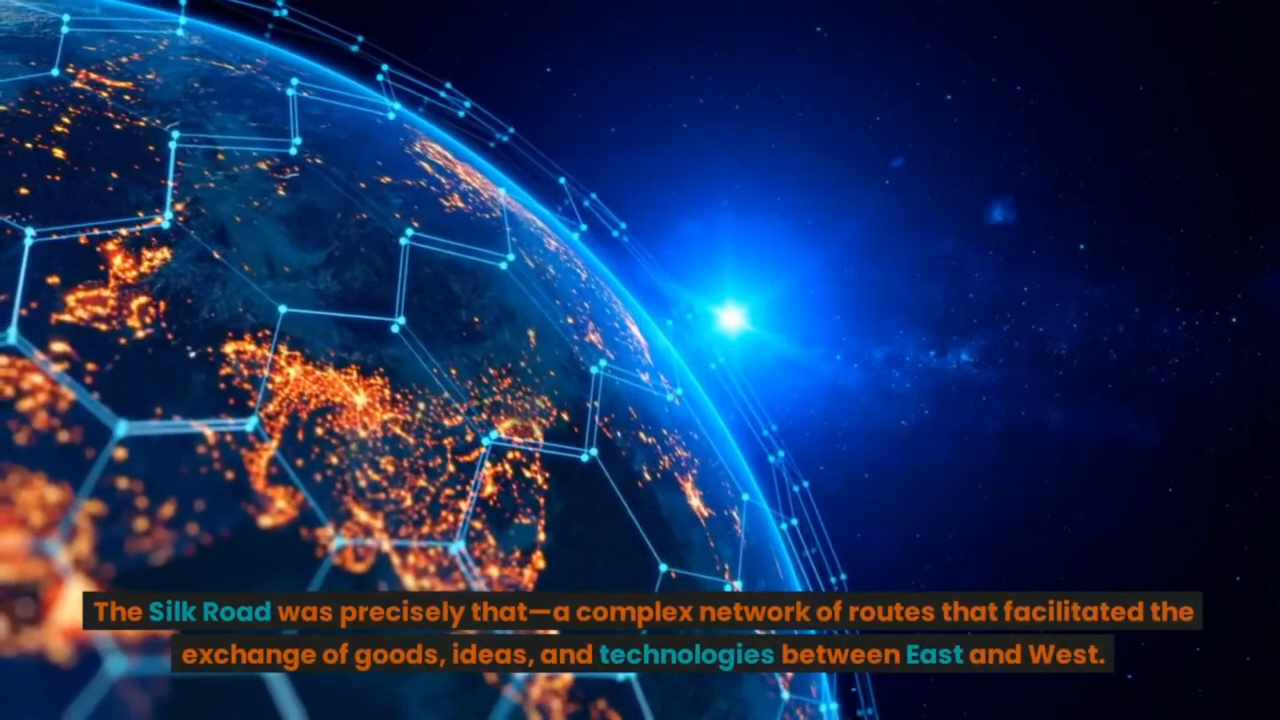 The Silk Road was precisely that—a complex network of routes that facilitated the
exchange of goods, ideas, and technologies between East and West.